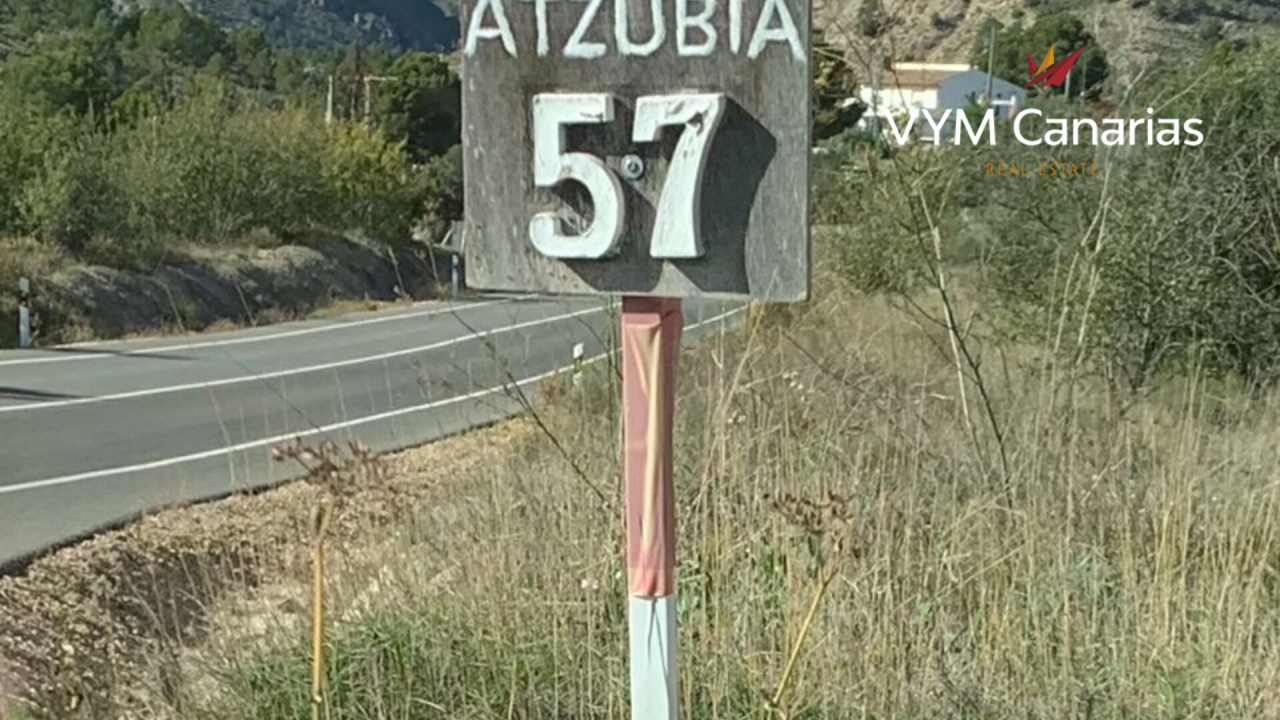 ATZUBIA
57
VYM Canarias
REAL ESTATE